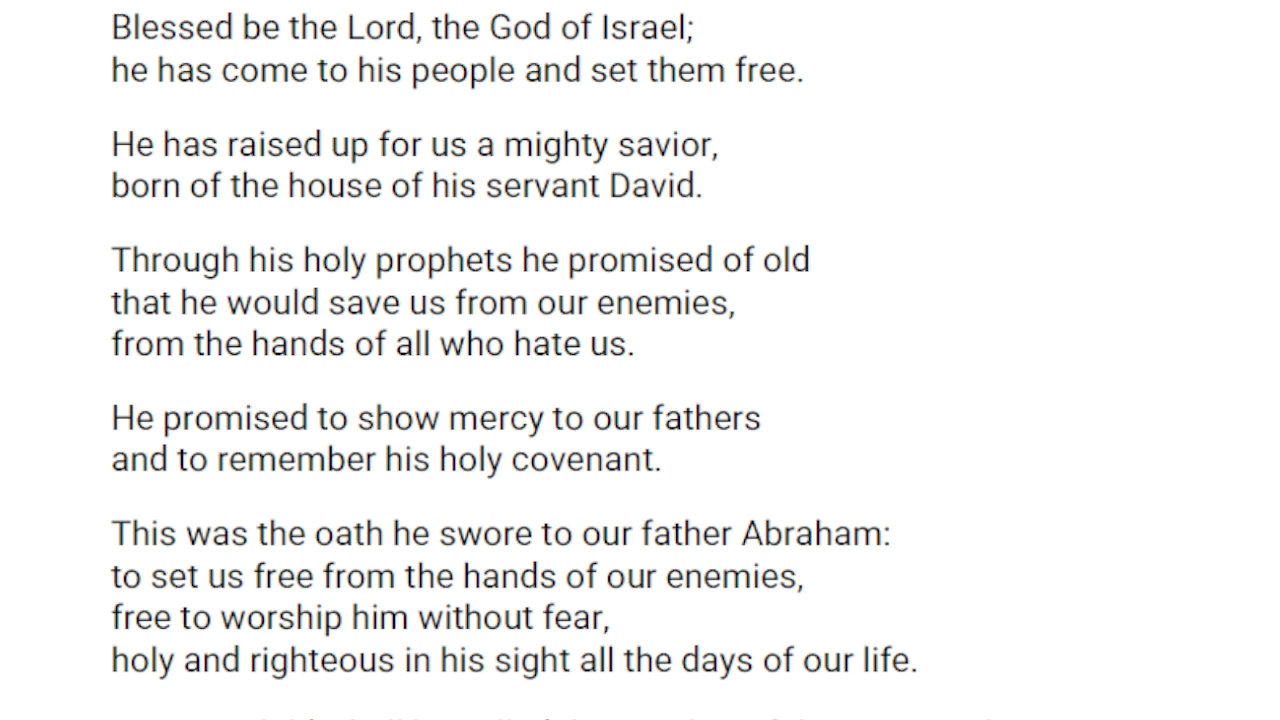 Blessed be the Lord, the God of Israel;
he has come to his people and set them free.
He has raised up for us a mighty savior,
born of the house of his servant David.
Through his holy prophets he promised of old
that he would save us from our enemies,
from the hands of all who hate us.
He promised to show mercy to our fathers
and to remember his holy covenant.
This was the oath he swore to our father Abraham:
to set us free from the hands of our enemies,
free to worship him without fear,
holy and righteous in his sight all the days of our life.